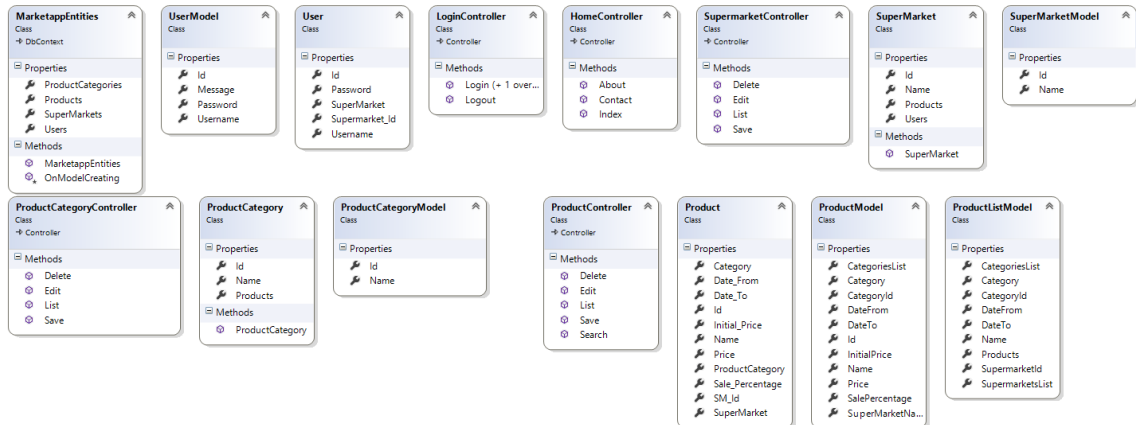 MarketappEntities
Class
DbContext
Properties
ProductCategories
Products
SuperMarkets
Users
Methods
MarketappEntities
OnModelCreating
UserModel
Class
Properties
Id
Message
Password
Username
User
Class
Properties
Id
Password
SuperMarket
Supermarket_Id
Username
LoginController
Class
Controller
Methods
Login (+ 1 over...
Logout
HomeController
Class
Controller
Methods
About
Contact
Index
SupermarketController
Class
Controller
Methods
Delete
Edit
List
Save
SuperMarket
Class
Properties
Id
Name
Products
Users
Methods
SuperMarket
SuperMarketModel
Class
Properties
Id
Name
ProductCategoryController
Class
Controller
Methods
Delete
Edit
List
Save
ProductCategory
Class
Properties
Id
Name
Products
Methods
ProductCategory
ProductCategoryModel
Class
Properties
Id
Name
ProductController
Class
Controller
Methods
Delete
Edit
List
Save
Search
Product
Class
Properties
Category
Date_From
Date_To
Id
Initial_Price
Name
Price
ProductCategory
Sale_Percentage
SM_Id
SuperMarket
ProductModel
Class
Properties
CategoriesList
Category
CategoryId
DateFrom
DateTo
Id
InitialPrice
Name
Price
SalePercentage
SuperMarketNa...
ProductListModel
Class
Properties
CategoriesList
Category
CategoryId
DateFrom
DateTo
Name
Products
SupermarketId
SupermarketsList